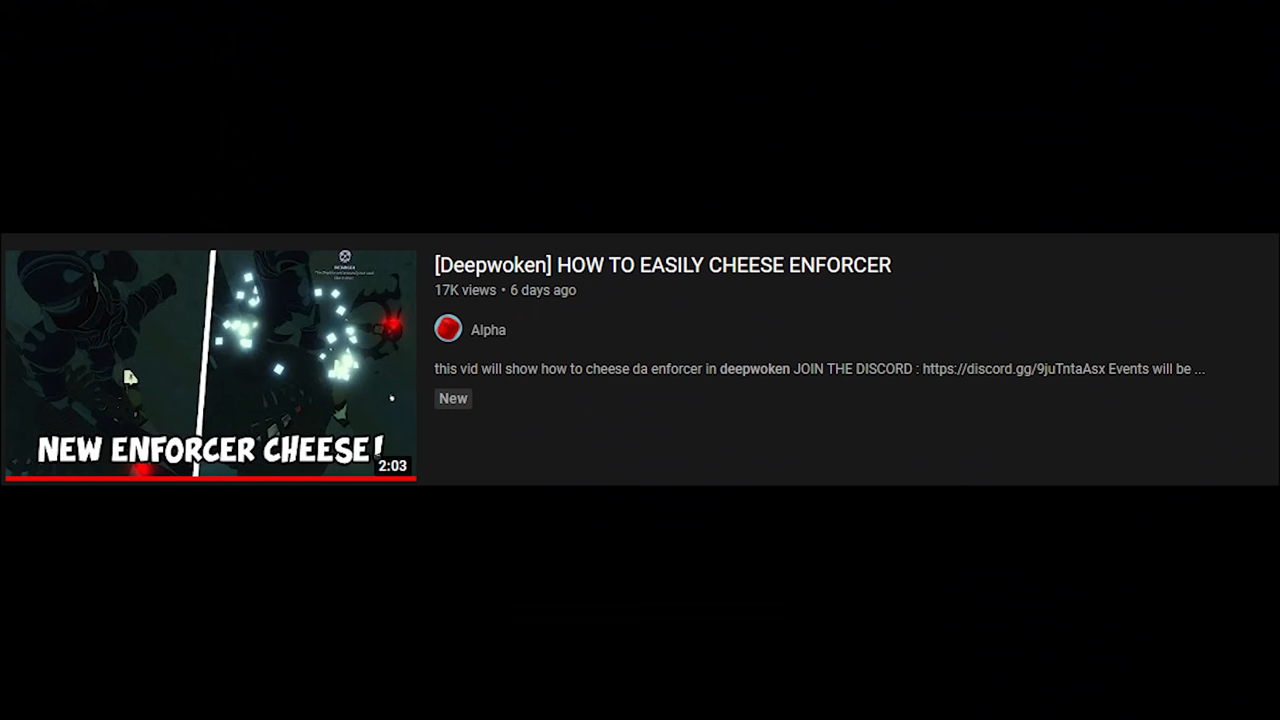 [Deepwoken] HOW TO EASILY CHEESE ENFORCER
17K views • 6 days ago
Alpha
this vid will show how to cheese da enforcer in deepwoken JOIN THE DISCORD : https://discord.gg/9juTntaAsx Events will be ...
New
NEW ENFORCER CHEESE!
2:03